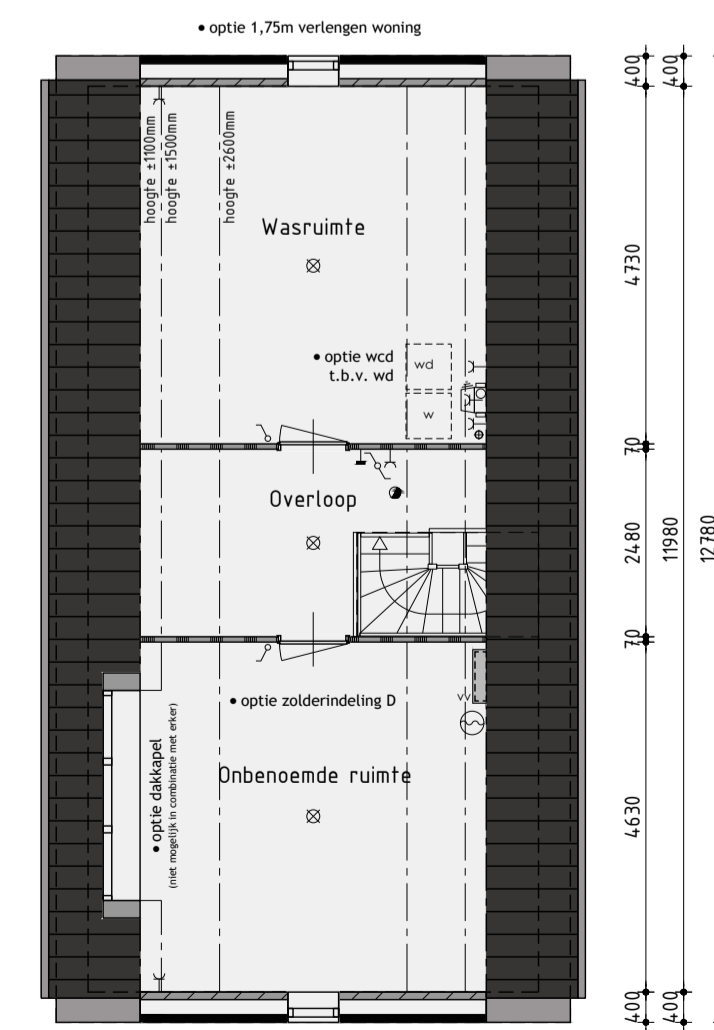 • optie 1,75m verlengen woning
400
400
hoogte ±1100mm
hoogte ±1500mm
hoogte ±2600mm
Wasruimte
4730
• optie wcd
t.b.v. wd
wd
w
70
Overloop
2480
11980
12780
70
• optie zolderindeling D
VV
• optie dakkapel
(niet mogelijk in combinatie met erker)
Onbenoemde ruimte
4630
400
400